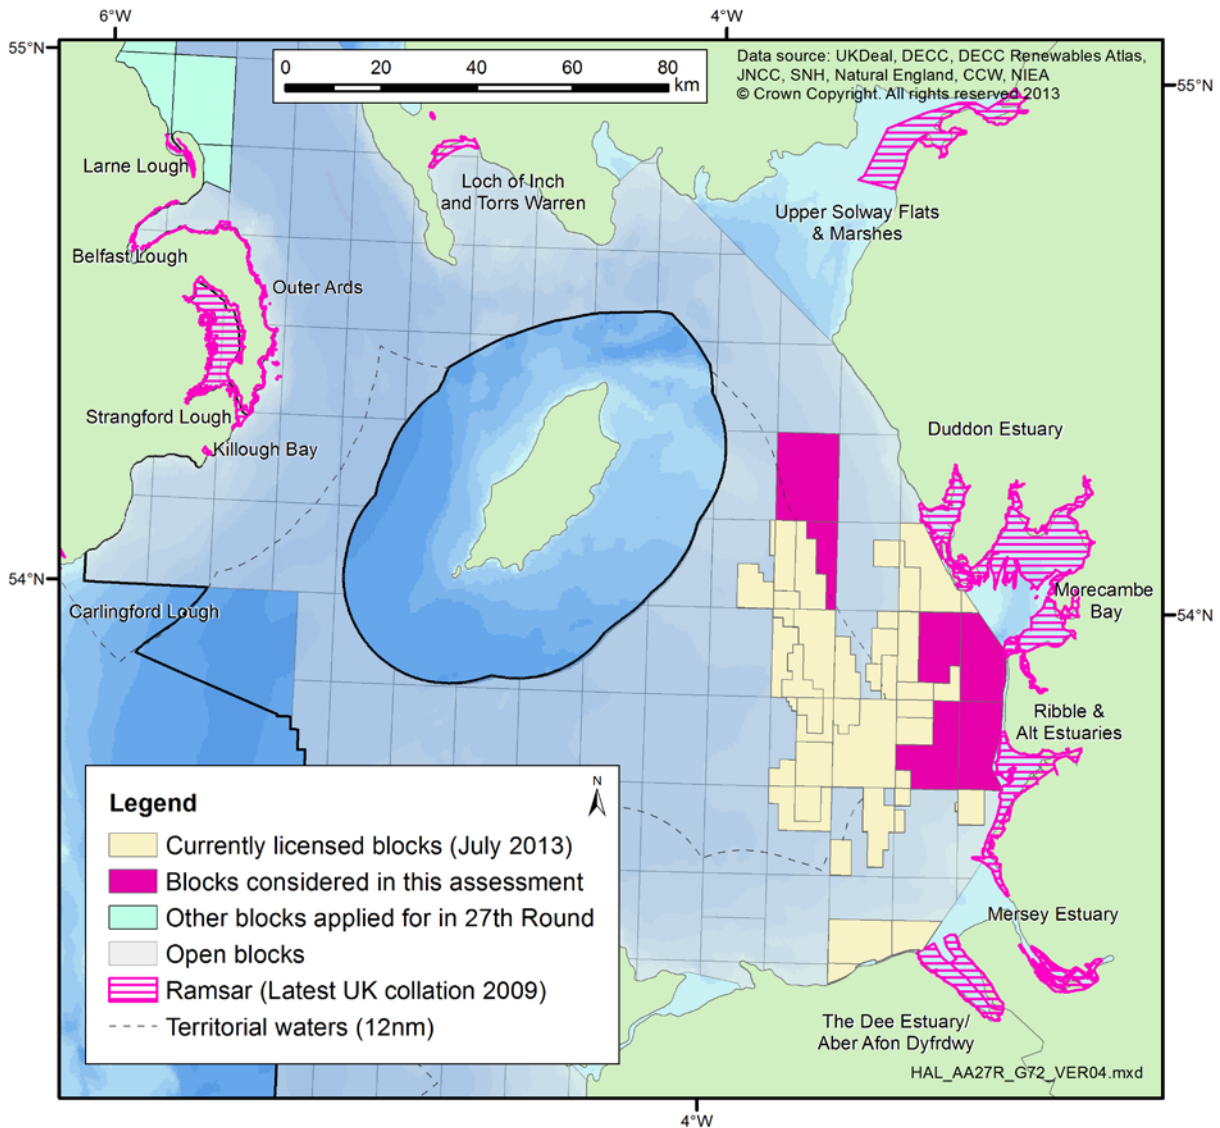 6°W
4°W
55°N
55°N
0 20 40 60 80 km
Data source: UKDeal, DECC, DECC Renewables Atlas,
JNCC, SNH, Natural England, CCW, NIEA
© Crown Copyright. All rights reserved 2013
Larne Lough
Loch of Inch
and Torrs Warren
Upper Solway Flats
& Marshes
Belfast Lough
Outer Ards
Strangford Lough
Killough Bay
Duddon Estuary
54°N
Carlingford Lough
Morecambe
Bay
54°N
Ribble &
Alt Estuaries
N
Legend
Currently licensed blocks (July 2013)
Blocks considered in this assessment
Other blocks applied for in 27th Round
Open blocks
Ramsar (Latest UK collation 2009)
Territorial waters (12nm)
Mersey Estuary
The Dee Estuary/
Aber Afon Dyfrdwy
HAL_AA27R_G72_VER04.mxd
4°W